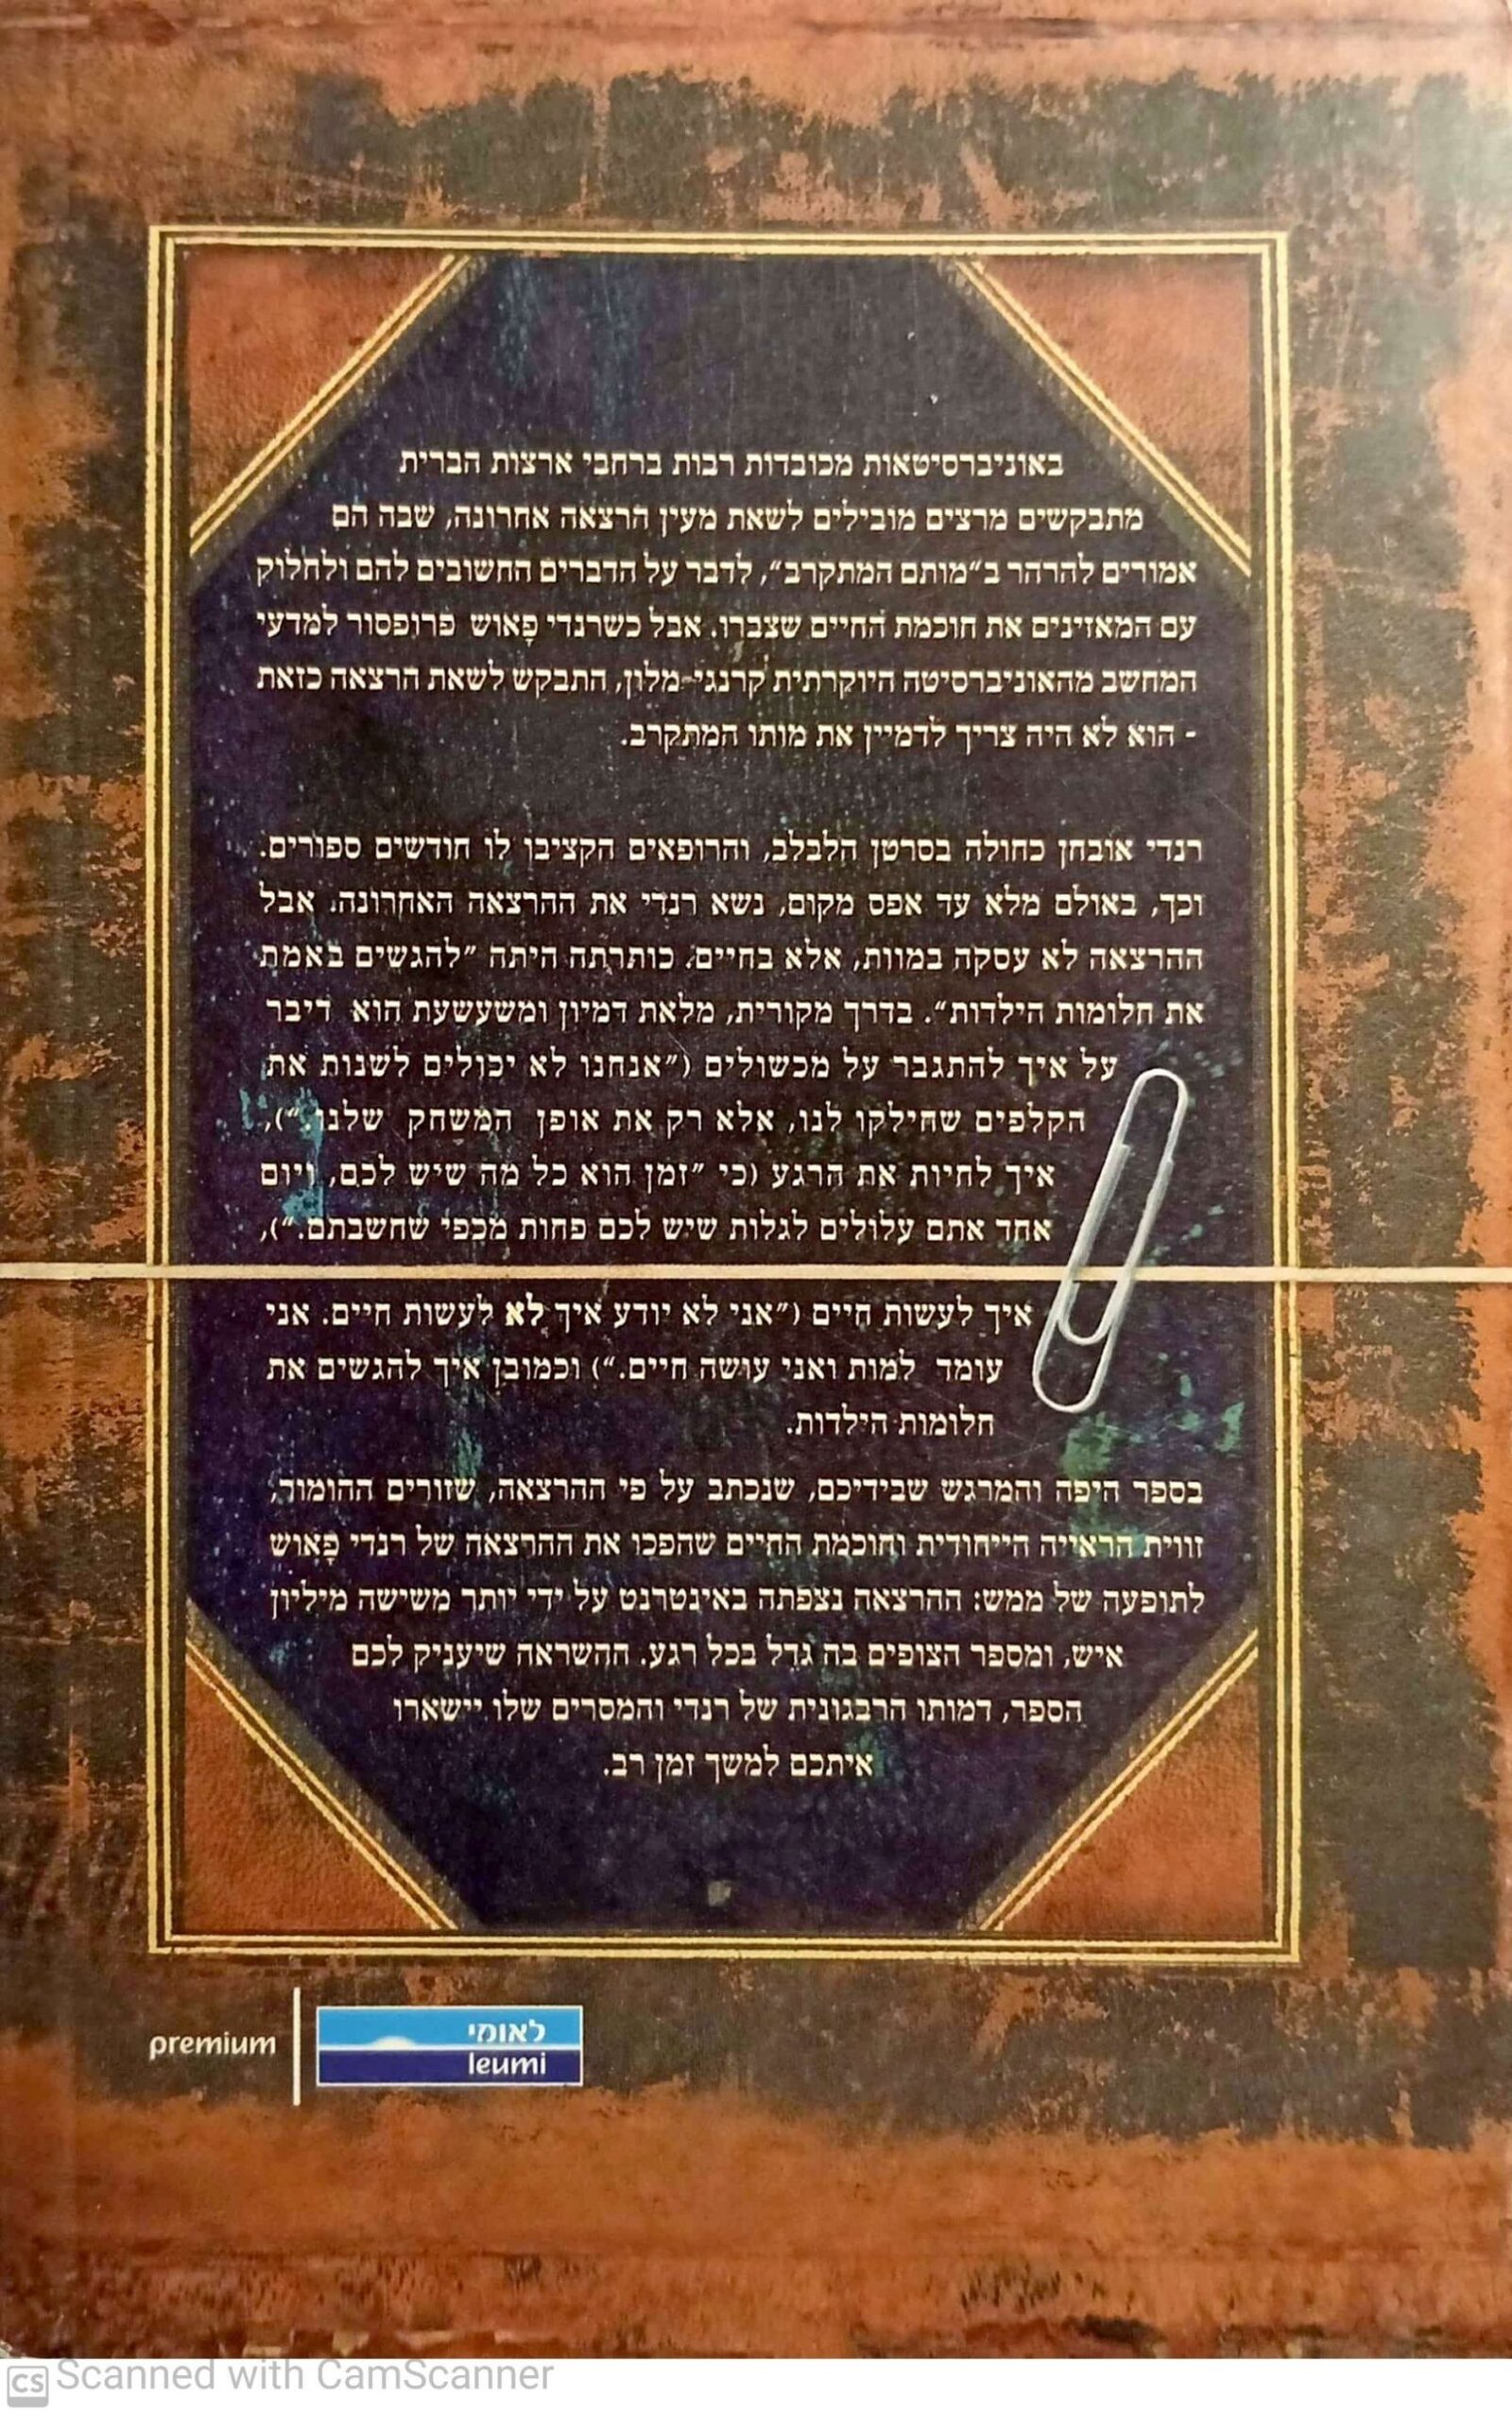 באוניברסיטאות מכובדות רבות ברחבי ארצות הברית
מתבקשים מרצים מובילים לשאת מעין הרצאה אחרונה, שבה הם
אמורים להרהר ב"מותם המתקרב", לדבר על הדברים החשובים להם ולחלוק
עם המאזינים את חוכמת החיים שצברו. אבל כשרנדי פָאוש פרופסור למדעי
המחשב מהאוניברסיטה היוקרתית קרנגי-מלון, התבקש לשאת הרצאה כזאת
- הוא לא היה צריך לדמיין את מותו המתקרב.
רנדי אובחן כחולה בסרטן הלבלב, והרופאים הקציבו לו חודשים ספורים.
וכך, באולם מלא עד אפס מקום, נשא רנדי את ההרצאה האחרונה. אבל
ההרצאה לא עסקה במוות, אלא בחיים. כותרתה היתה "להגשים באמת
את חלומות הילדות". בדרך מקורית, מלאת דמיון ומשעשעת הוא דיבר
על איך להתגבר על מכשולים ("אנחנו לא יכולים לשנות את
הקלפים שחילקו לנו, אלא רק את אופן המשחק שלנו."),
איך לחיות את הרגע (כי "זמן הוא כל מה שיש לכם, ויום
אחד אתם עלולים לגלות שיש לכם פחות מכפי שחשבתם."),
איך לעשות חיים ("אני לא יודע איך לא לעשות חיים. אני
עומד למות ואני עושה חיים.") וכמובן איך להגשים את
חלומות הילדות.
בספר היפה והמרגש שבידיכם, שנכתב על פי ההרצאה, שזורים ההומור,
זווית הראייה הייחודית וחוכמת החיים שהפכו את ההרצאה של רנדי פָאוש
לתופעה של ממש: ההרצאה נצפתה באינטרנט על ידי יותר משישה מיליון
איש, ומספר הצופים בה גדל בכל רגע. ההשראה שיעניק לכם
הספר, דמותו הרבגונית של רנדי והמסרים שלו יישארו
איתכם למשך זמן רב.
לאומי
leumi
premium
CS Scanned with CamScanner